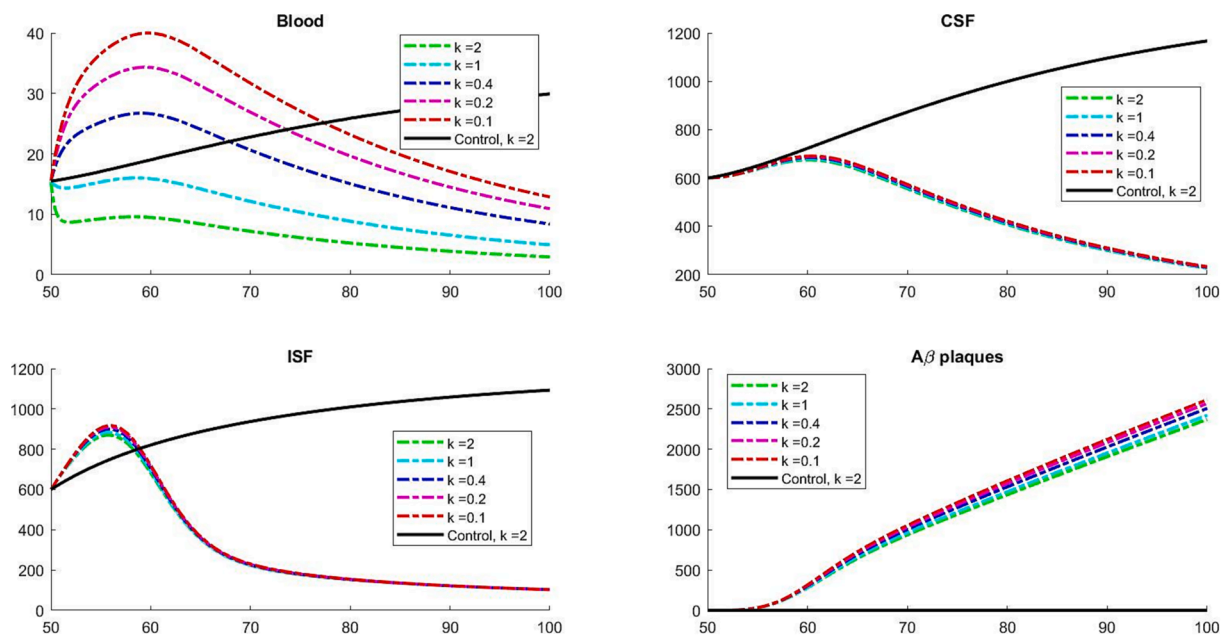 Blood
40
30
20
10
0
50
60
70
80
90
100
k =2
k =1
k =0.4
k =0.2
k =0.1
Control, k =2
CSF
1200
1000
800
600
400
200
50
60
70
80
90
100
k =2
k =1
k =0.4
k =0.2
k =0.1
Control, k =2
ISF
1200
1000
800
600
400
200
0
50
60
70
80
90
100
k =2
k =1
k =0.4
k =0.2
k =0.1
Control, k =2
Aβ plaques
3000
2500
2000
1500
1000
500
0
50
60
70
80
90
100
k =2
k =1
k =0.4
k =0.2
k =0.1
Control, k =2